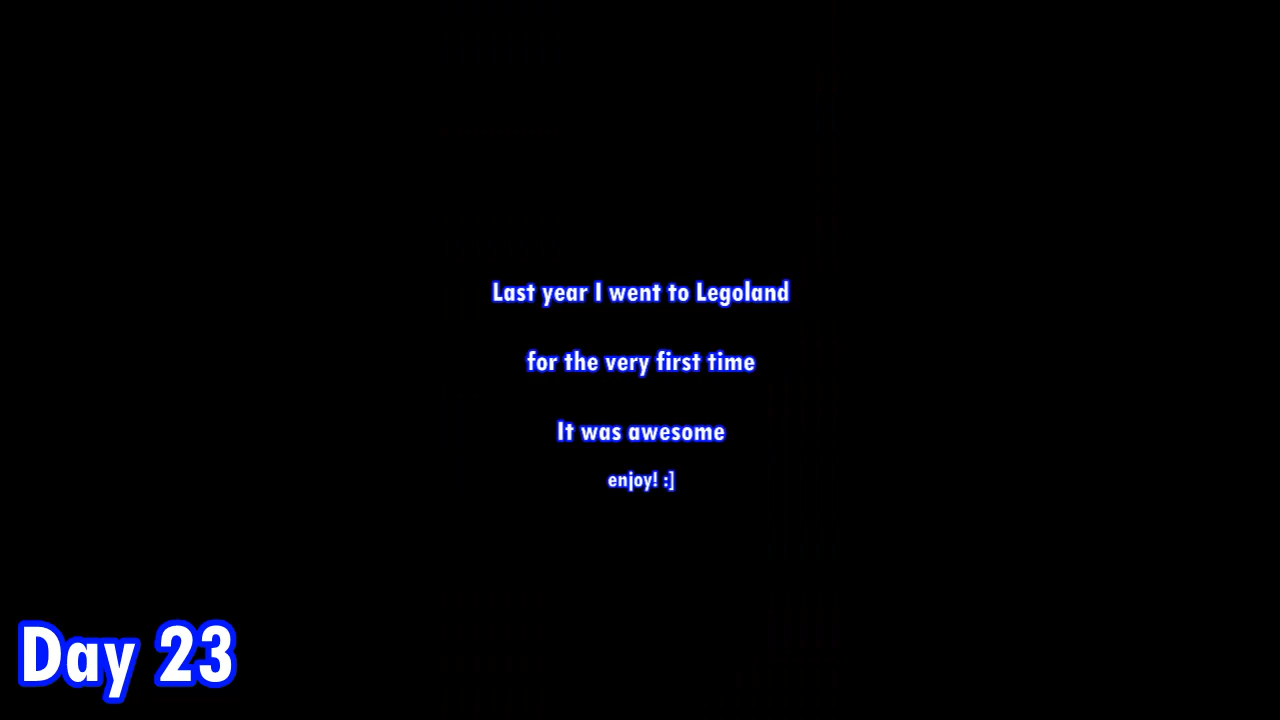 Last year I went to Legoland
for the very first time
It was awesome
enjoy! :]
Day 23